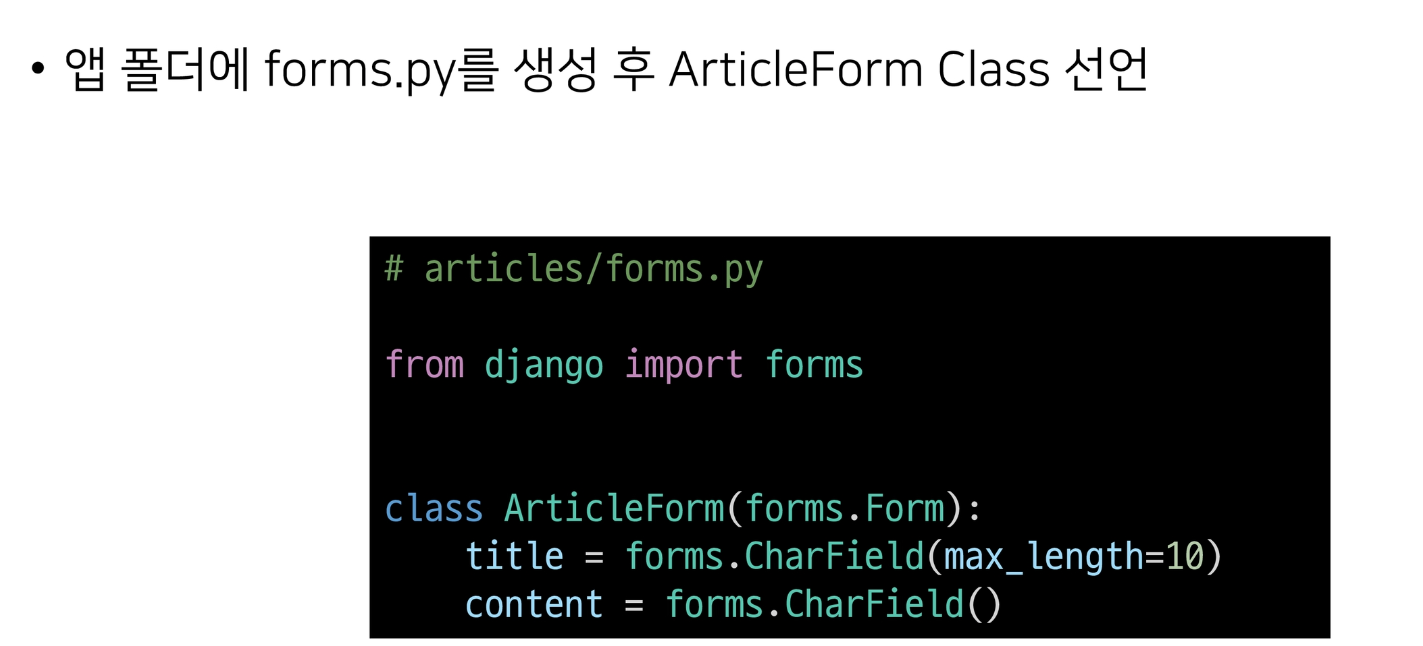 • 앱 폴더에 forms.py를 생성 후 ArticleForm Class 선언
# articles/forms.py
from django import forms
class ArticleForm(forms.Form):
    title = forms.CharField(max_length=10)
    content = forms.CharField()